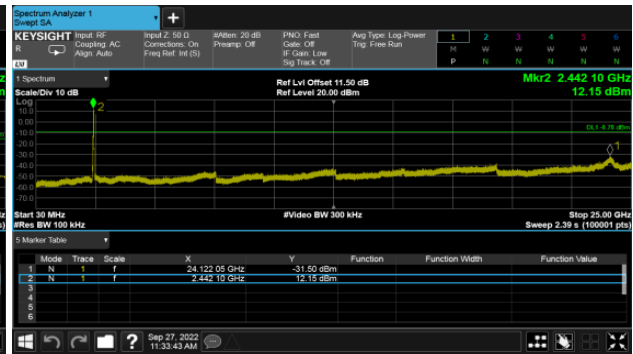 Spectrum Analyzer 1
Swept SA
+
KEYSIGHT Input: RF Input Z: 50 Ω #Atten: 20 dB PNO: Fast Avg Type: Log-Power 1 2 3 4 5 6
R Coupling: AC Corrections: On Preamp: Off Gate: Off Trig: Free Run M W W W W W
Align: Auto Freq Ref: Int (S) IF Gain: Low
LXI Sig Track: Off P N N N N N
1 Spectrum Ref Lvl Offset 11.50 dB Mkr2 2.442 10 GHz
Scale/Div 10 dB Ref Level 20.00 dBm 12.15 dBm
Log
10.0 2
0.00
-10.0
-20.0 1
-30.0
-40.0
-50.0
-60.0
-70.0
Start 30 MHz #Video BW 300 kHz Stop 25.00 GHz
#Res BW 100 kHz Sweep 2.39 s (100001 pts)
5 Marker Table
Mode Trace Scale X Y Function Function Width Function Value
1 N 1 f 24.122 05 GHz -31.50 dBm
2 N 1 f 2.442 10 GHz 12.15 dBm
3
4
5
6
? Sep 27, 2022
11:33:43 AM